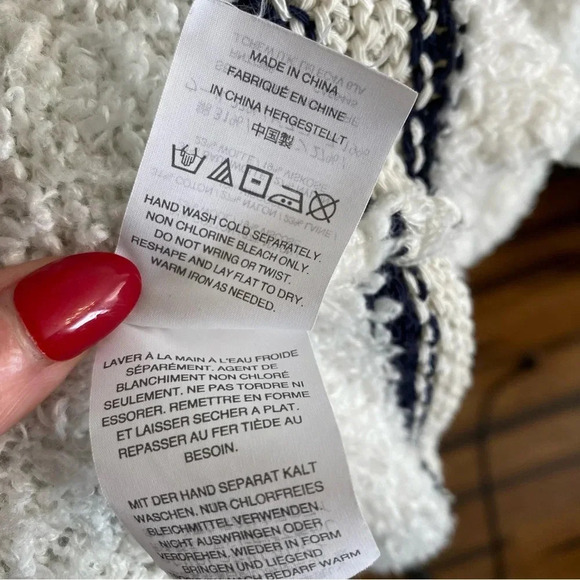 MADE IN CHINA
FABRIQUÉ EN CHINE
IN CHINA HERGESTELLT
中国製
HAND WASH COLD SEPARATELY.
NON CHLORINE BLEACH ONLY.
DO NOT WRING OR TWIST.
RESHAPE AND LAY FLAT TO DRY.
WARM IRON AS NEEDED.
LAVER À LA MAIN À L'EAU FROIDE
SÉPARÉMENT. AGENT DE
BLANCHIMENT NON CHLORÉ
SEULEMENT. NE PAS TORDRE NI
ESSORER. REMETTRE EN FORME
ET LAISSER SECHER A PLAT.
REPASSER AU FER TIÈDE AU
BESOIN.
MIT DER HAND SEPARAT KALT
WASCHEN. NUR CHLORFREIES
BLEICHMITTEL VERWENDEN.
NICHT AUSWRINGEN ODER
VERDREHEN. WIEDER IN FORM
BRINGEN UND LIEGEND
BEDARF WARM